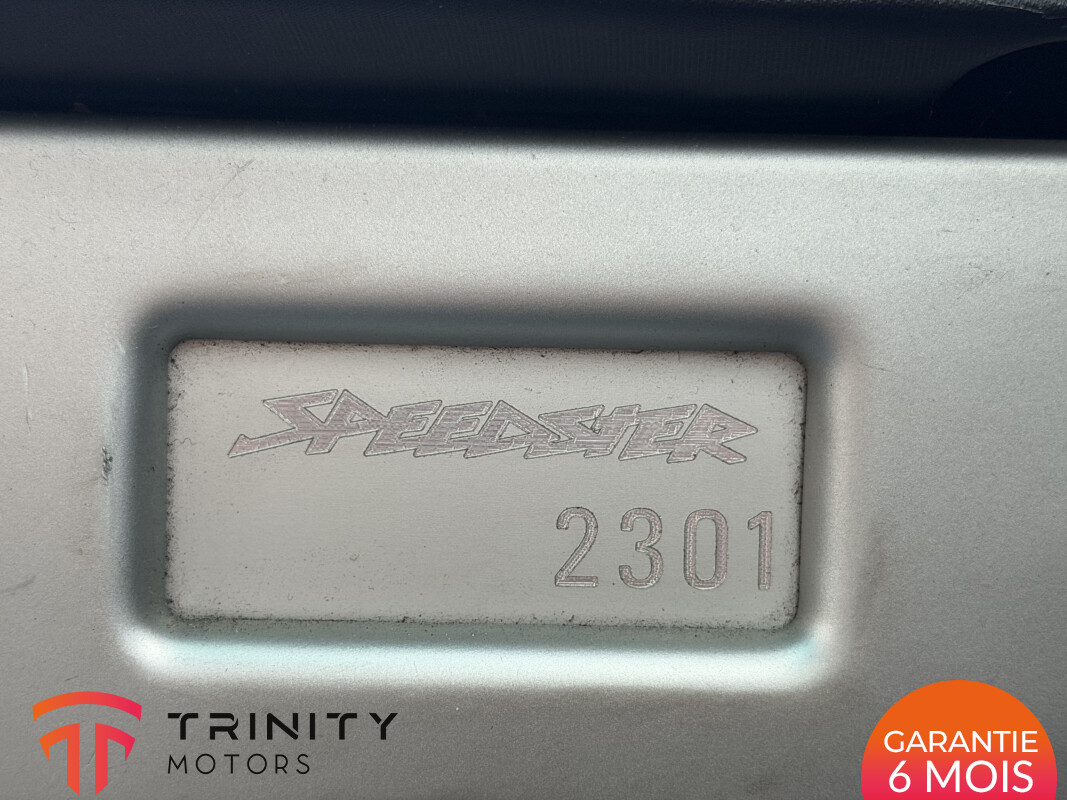 SPEEDSTER
2301
TRINITY
MOTORS
GARANTIE
6 MOIS